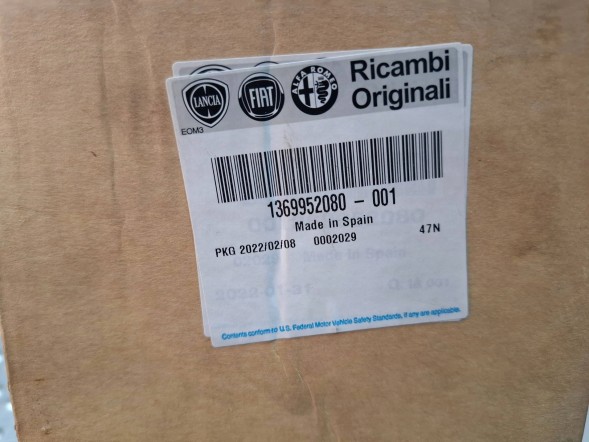 LANCIA FIAT ALFA ROMEO Ricambi
Originali
EOM3
1369952080 - 001
Made in Spain
PKG 2022/02/08 0002029 47N
Contents conform to U.S. Federal Motor Vehicle Safety Standards, if any are applicable.